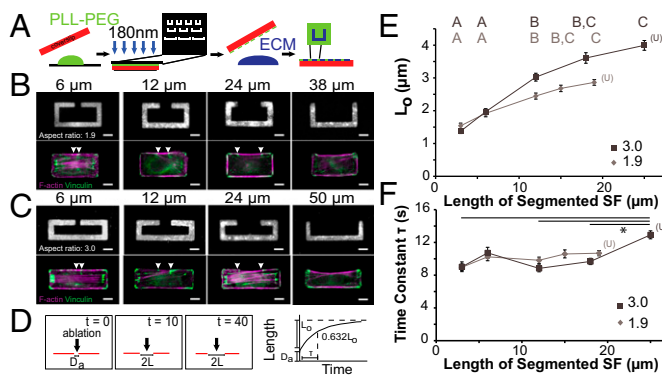 A
PLL-PEG
180nm
ECM
B
6 µm 12 µm 24 µm 38 µm
Aspect ratio: 1.9
F-actin Vinculin
C
6 µm 12 µm 24 µm 50 µm
Aspect ratio: 3.0
F-actin Vinculin
D
t = 0 t = 10 t = 40
ablation
Da 2L 2L
Length
Lo
0.632Lo
Da
τ
Time
E
A A B B,C C
A A B B,C C
Lo (µm)
5
4
3
2
1
0
(U)
(U)
3.0
1.9
0 5 10 15 20 25
Length of Segmented SF (µm)
F
Time Constant τ (s)
16
12
8
4
0
*
(U)
(U
3.0
1.9
0 5 10 15 20 25
Length of Segmented SF (µm)